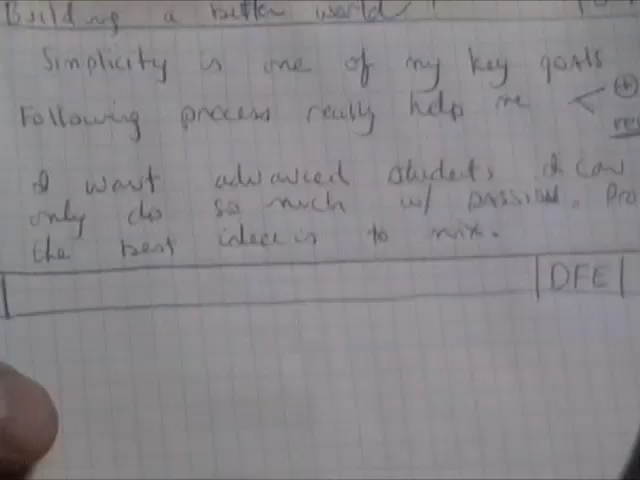 Building a better world!
Simplicity is one of my key goals
Following process really help me <
I want advanced students. I can
only do so much w/ passion. Pro
the best idea is to mix.
DFE